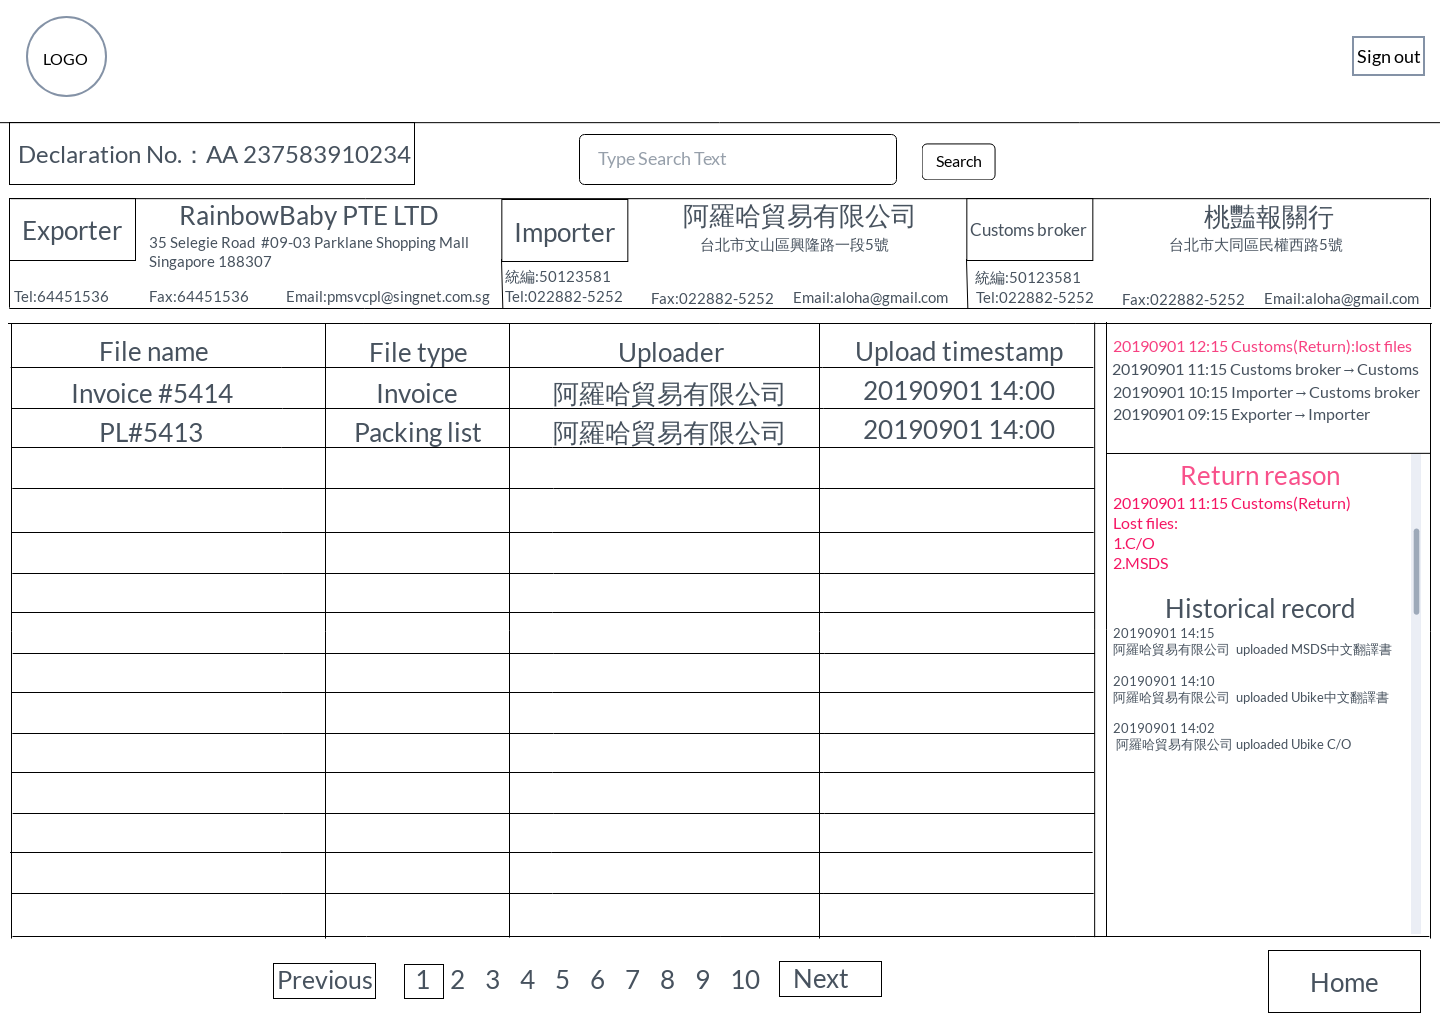 LOGO
Sign out
Declaration No.：AA 237583910234
Type Search Text
Search
Exporter
RainbowBaby PTE LTD
35 Selegie Road #09-03 Parklane Shopping Mall
Singapore 188307
Tel:64451536
Fax:64451536
Email:pmsvcpl@singnet.com.sg
Importer
阿羅哈貿易有限公司
台北市文山區興隆路一段5號
統編:50123581
Tel:022882-5252
Fax:022882-5252
Email:aloha@gmail.com
Customs broker
桃豔報關行
台北市大同區民權西路5號
統編:50123581
Tel:022882-5252
Fax:022882-5252
Email:aloha@gmail.com
File name File type Uploader Upload timestamp
Invoice #5414 Invoice 阿羅哈貿易有限公司 20190901 14:00
PL#5413 Packing list 阿羅哈貿易有限公司 20190901 14:00
20190901 12:15 Customs(Return):lost files
20190901 11:15 Customs broker→Customs
20190901 10:15 Importer→Customs broker
20190901 09:15 Exporter→Importer
Return reason
20190901 11:15 Customs(Return)
Lost files:
1.C/O
2.MSDS
Historical record
20190901 14:15
阿羅哈貿易有限公司 uploaded MSDS中文翻譯書
20190901 14:10
阿羅哈貿易有限公司 uploaded Ubike中文翻譯書
20190901 14:02
阿羅哈貿易有限公司 uploaded Ubike C/O
Previous 1 2 3 4 5 6 7 8 9 10 Next
Home